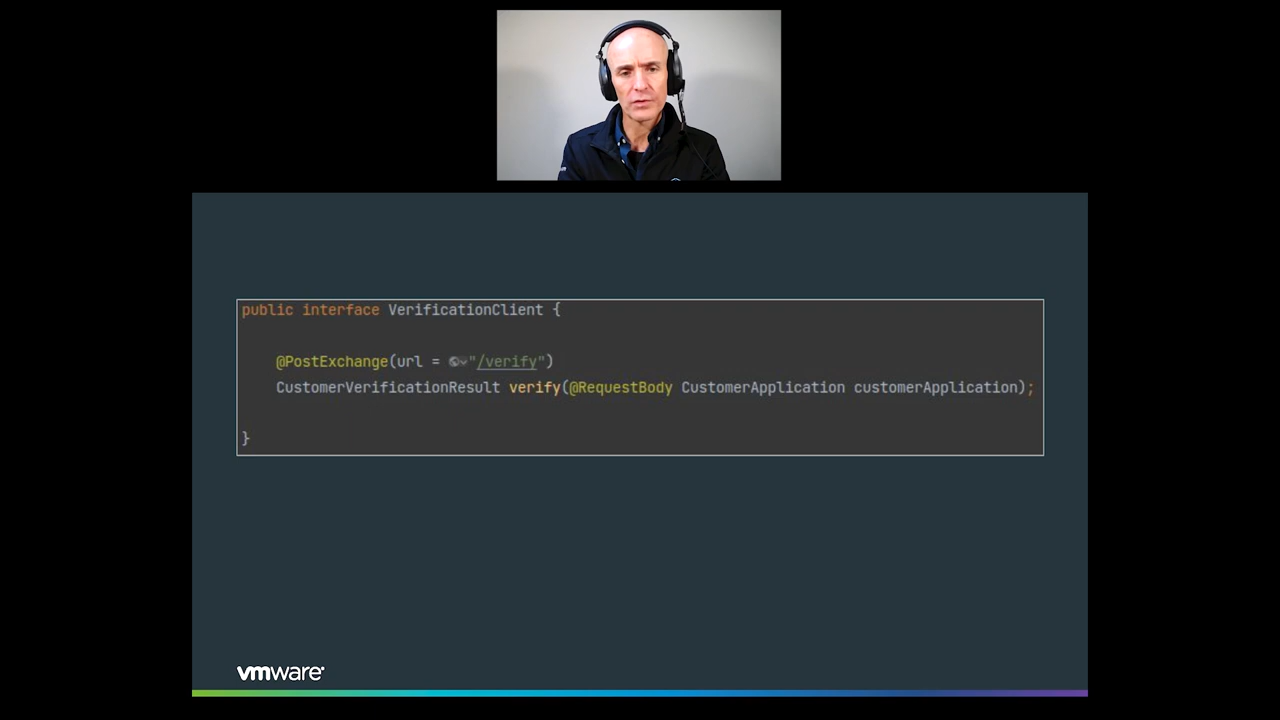 public interface VerificationClient {
@PostExchange(url = "/verify")
CustomerVerificationResult verify(@RequestBody CustomerApplication customerApplication);
}
vmware